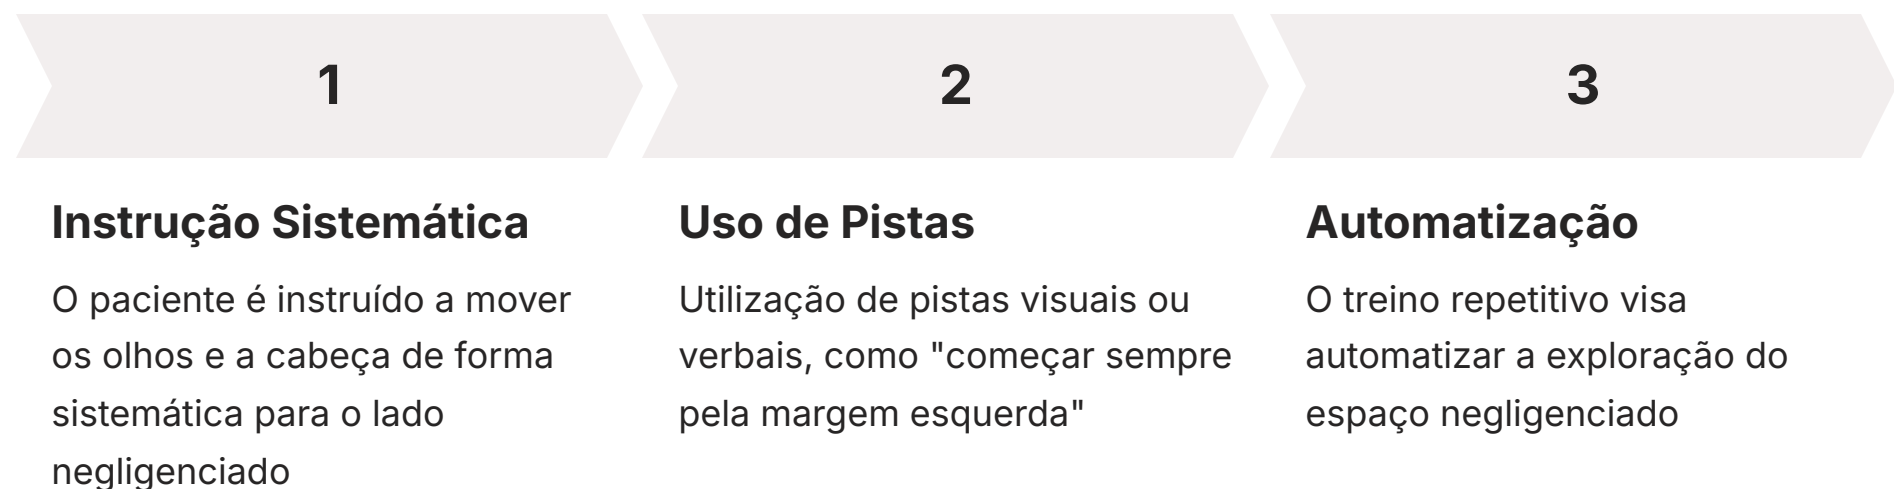 1
2
3
Instrução Sistemática
O paciente é instruído a mover
os olhos e a cabeça de forma
sistemática para o lado
negligenciado
Uso de Pistas
Utilização de pistas visuais ou
verbais, como "começar sempre
pela margem esquerda"
Automatização
O treino repetitivo visa
automatizar a exploração do
espaço negligenciado